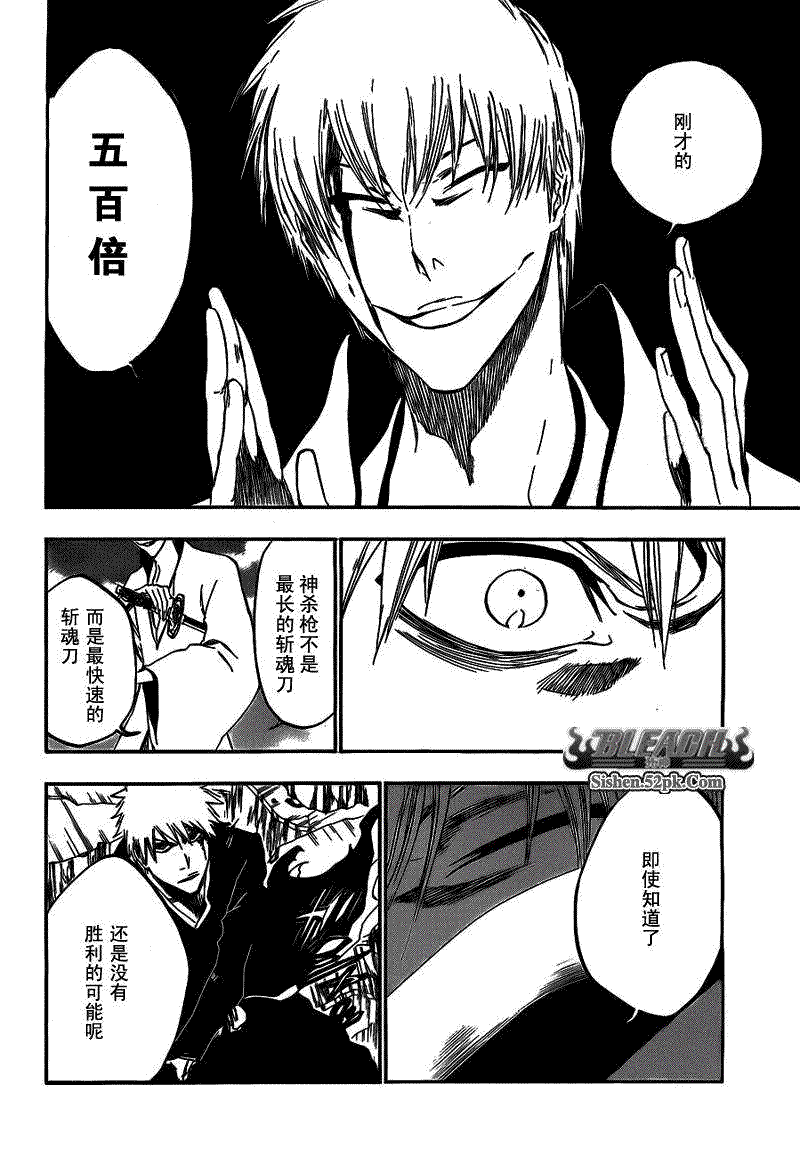 刚才的
五百倍
神杀枪不是
最长的斩魂刀
而是最快速的
斩魂刀
BLEACH
Sishen.52pk.Com
即使知道了
还是没有
胜利的可能呢